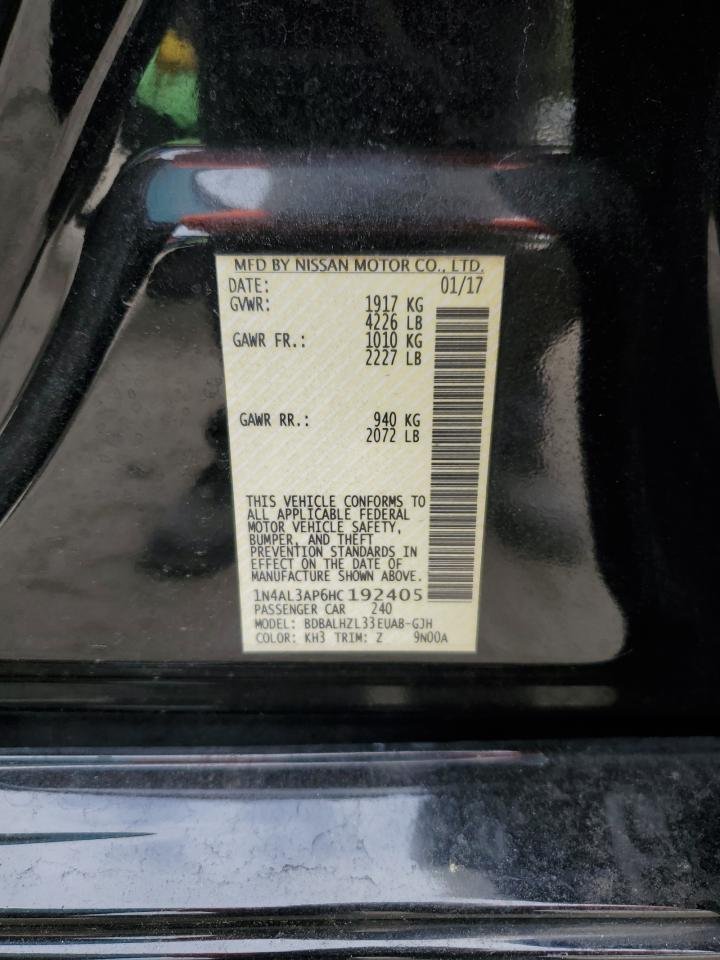 MFD BY NISSAN MOTOR CO., LTD.
DATE: 01/17
GVWR: 1917 KG
4226 LB
GAWR FR.: 1010 KG
2227 LB
GAWR RR.: 940 KG
2072 LB
THIS VEHICLE CONFORMS TO
ALL APPLICABLE FEDERAL
MOTOR VEHICLE SAFETY,
BUMPER, AND THEFT
PREVENTION STANDARDS IN
EFFECT ON THE DATE OF
MANUFACTURE SHOWN ABOVE.
1N4AL3AP6HC192405
PASSENGER CAR 240
MODEL: BDBALHZL33EUAB-GJH
COLOR: KH3 TRIM: Z 9N00A